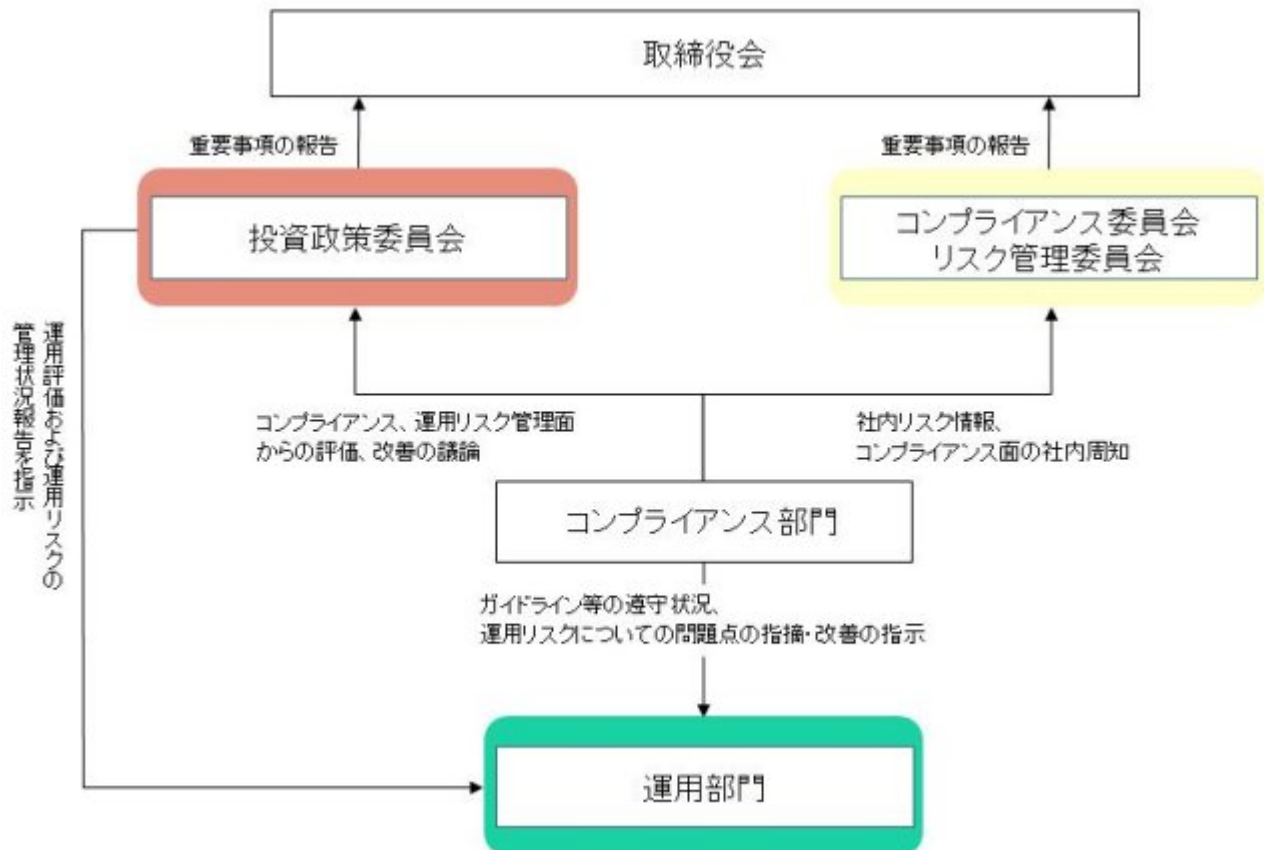 取締役会
重要事項の報告
重要事項の報告
投資政策委員会
コンプライアンス委員会
リスク管理委員会
運用評価および運用リスクの
管理状況報告を指示
コンプライアンス、運用リスク管理面
からの評価、改善の議論
社内リスク情報、
コンプライアンス面の社内周知
コンプライアンス部門
ガイドライン等の遵守状況、
運用リスクについての問題点の指摘・改善の指示
運用部門